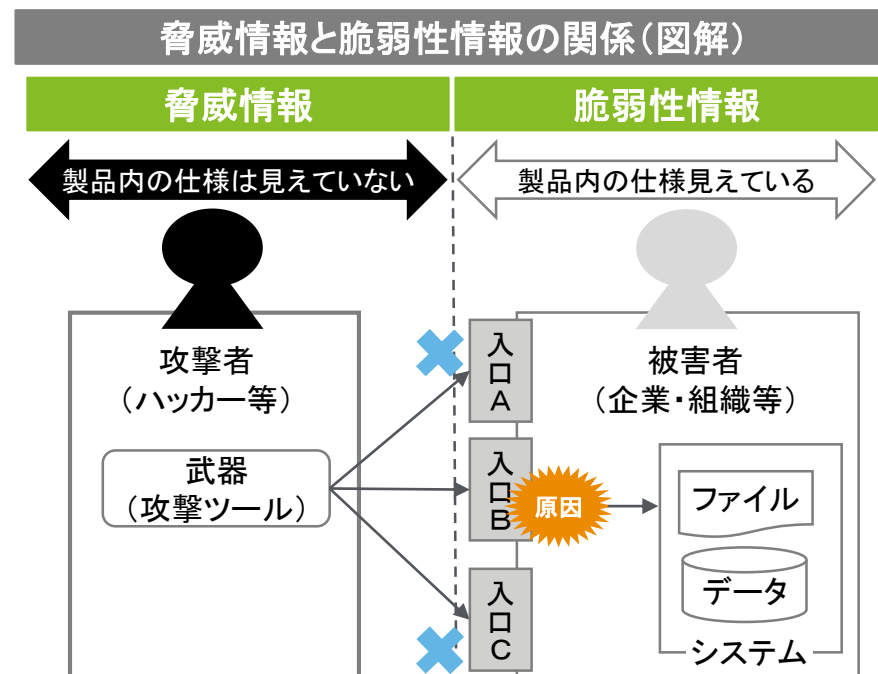 脅威情報と脆弱性情報の関係（図解）
脅威情報
脆弱性情報
製品内の仕様は見えていない
製品内の仕様見えている
攻撃者
（ハッカー等）
武器
（攻撃ツール）
入口A
入口B
入口C
原因
被害者
（企業・組織等）
ファイル
データ
システム